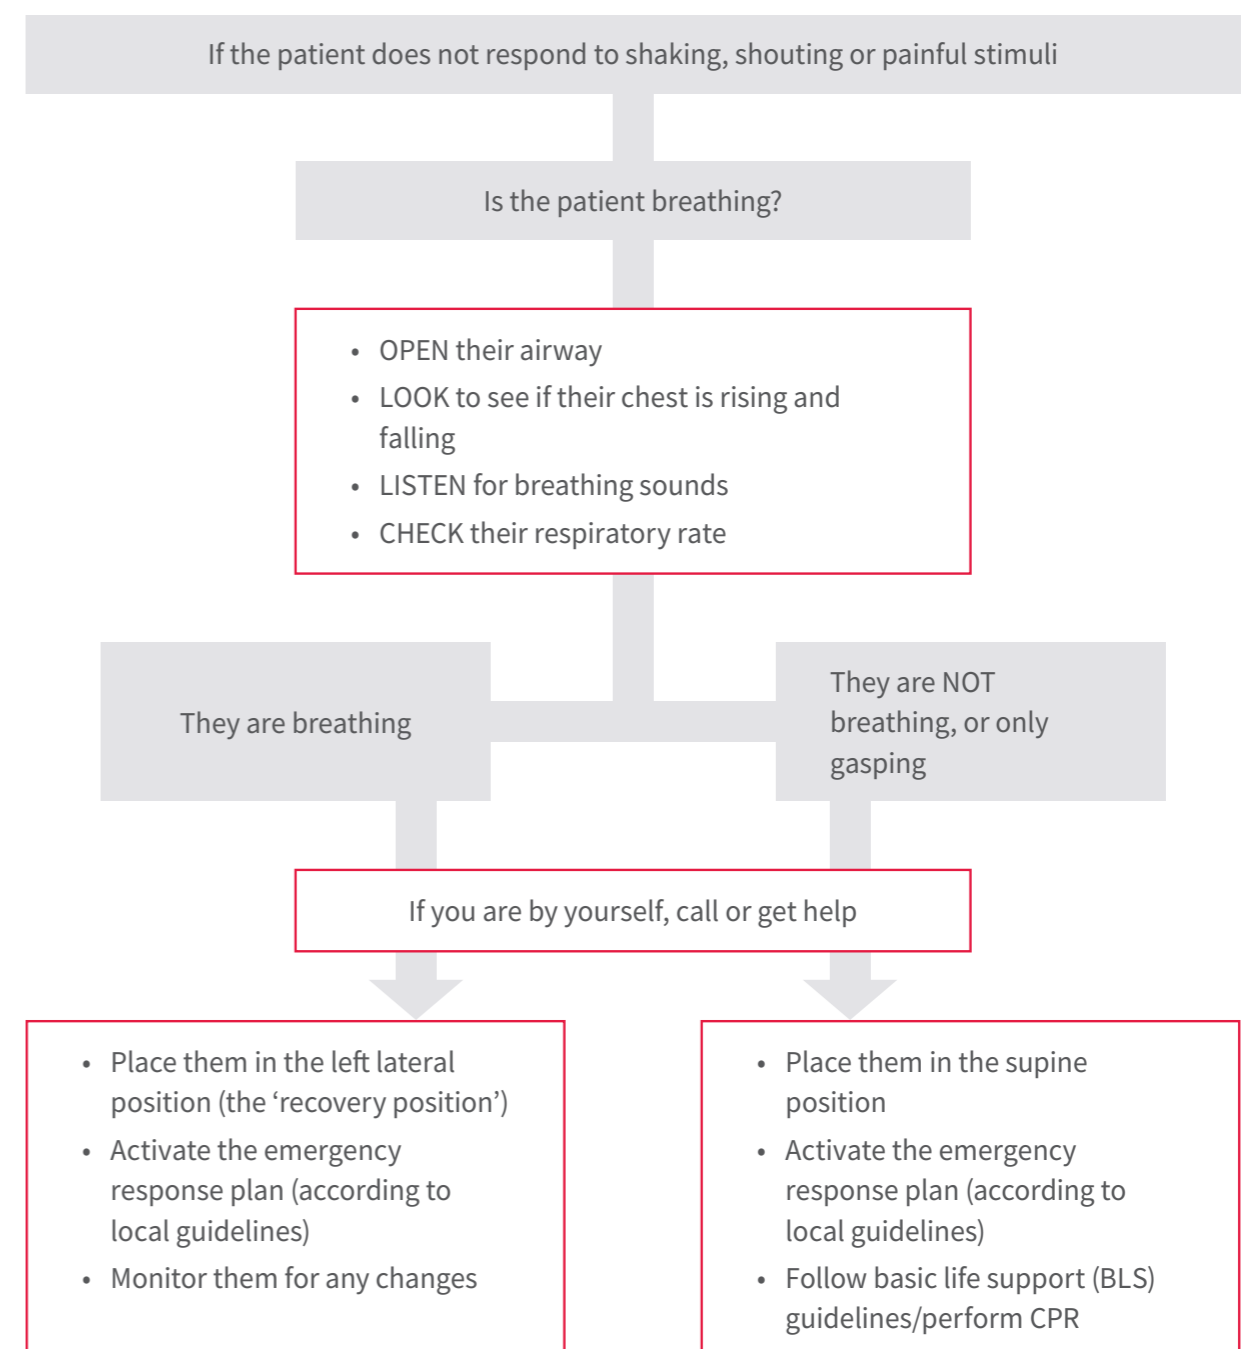 If the patient does not respond to shaking, shouting or painful stimuli
Is the patient breathing?
• OPEN their airway
• LOOK to see if their chest is rising and
falling
• LISTEN for breathing sounds
• CHECK their respiratory rate
They are breathing
They are NOT
breathing, or only
gasping
If you are by yourself, call or get help
• Place them in the left lateral
position (the ‘recovery position’)
• Activate the emergency
response plan (according to
local guidelines)
• Monitor them for any changes
• Place them in the supine
position
• Activate the emergency
response plan (according to
local guidelines)
• Follow basic life support (BLS)
guidelines/perform CPR